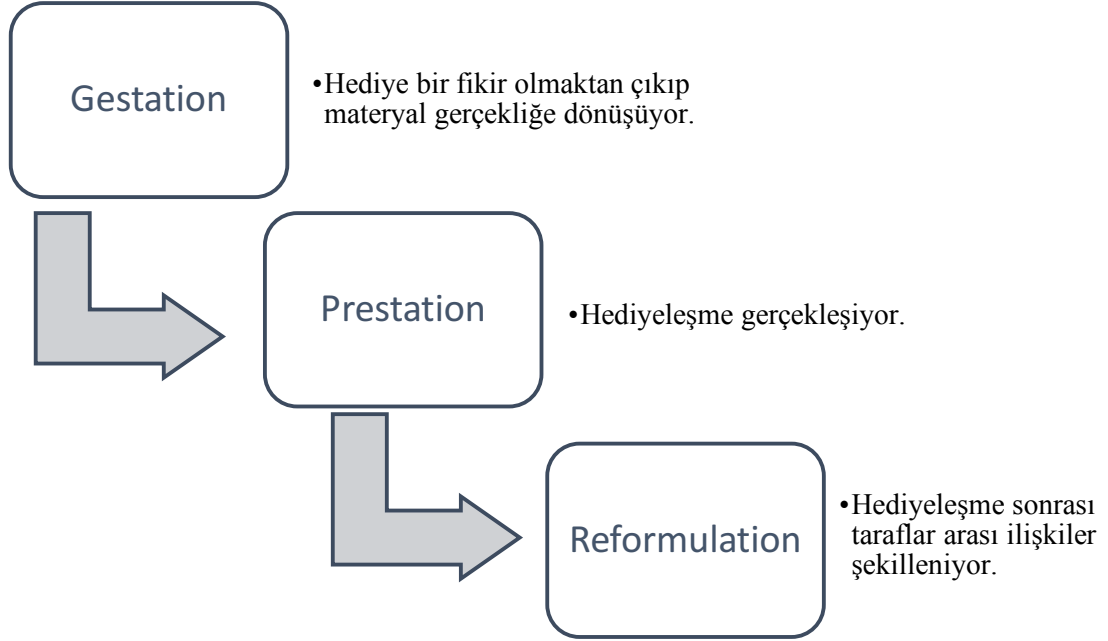 Gestation
•Hediye bir fikir olmaktan çıkıp
materyal gerçekliğe dönüşüyor.
Prestation
•Hediyeleşme gerçekleşiyor.
Reformulation
•Hediyeleşme sonrası
taraflar arası ilişkiler
şekilleniyor.